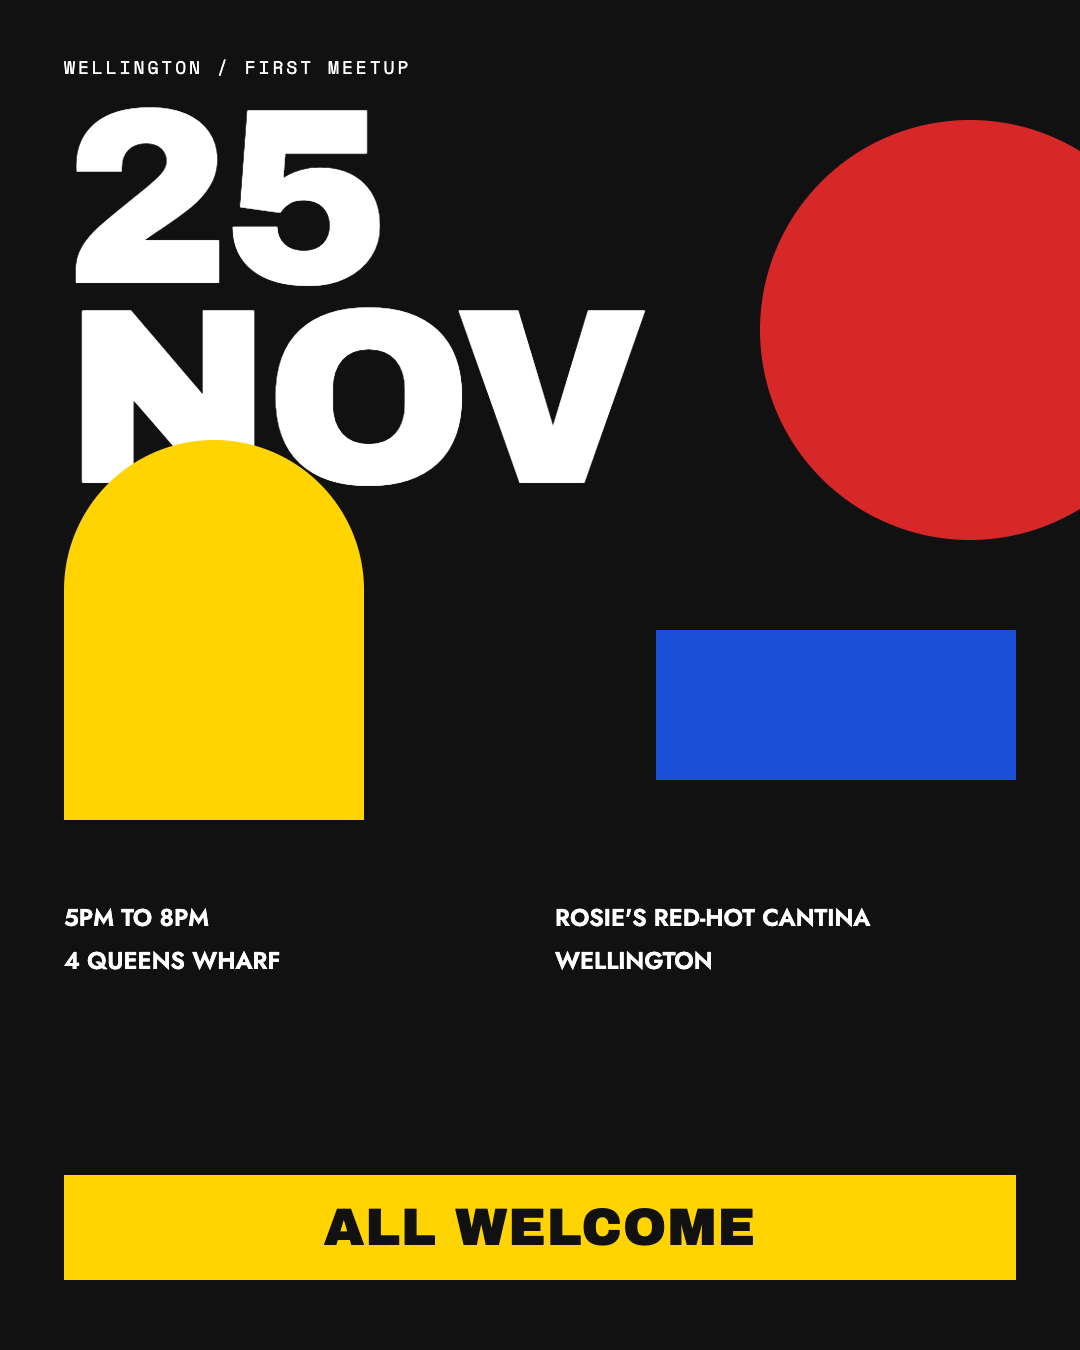 WELLINGTON / FIRST MEETUP
25
NOV
5PM TO 8PM
4 QUEENS WHARF
ROSIE'S RED-HOT CANTINA
WELLINGTON
ALL WELCOME